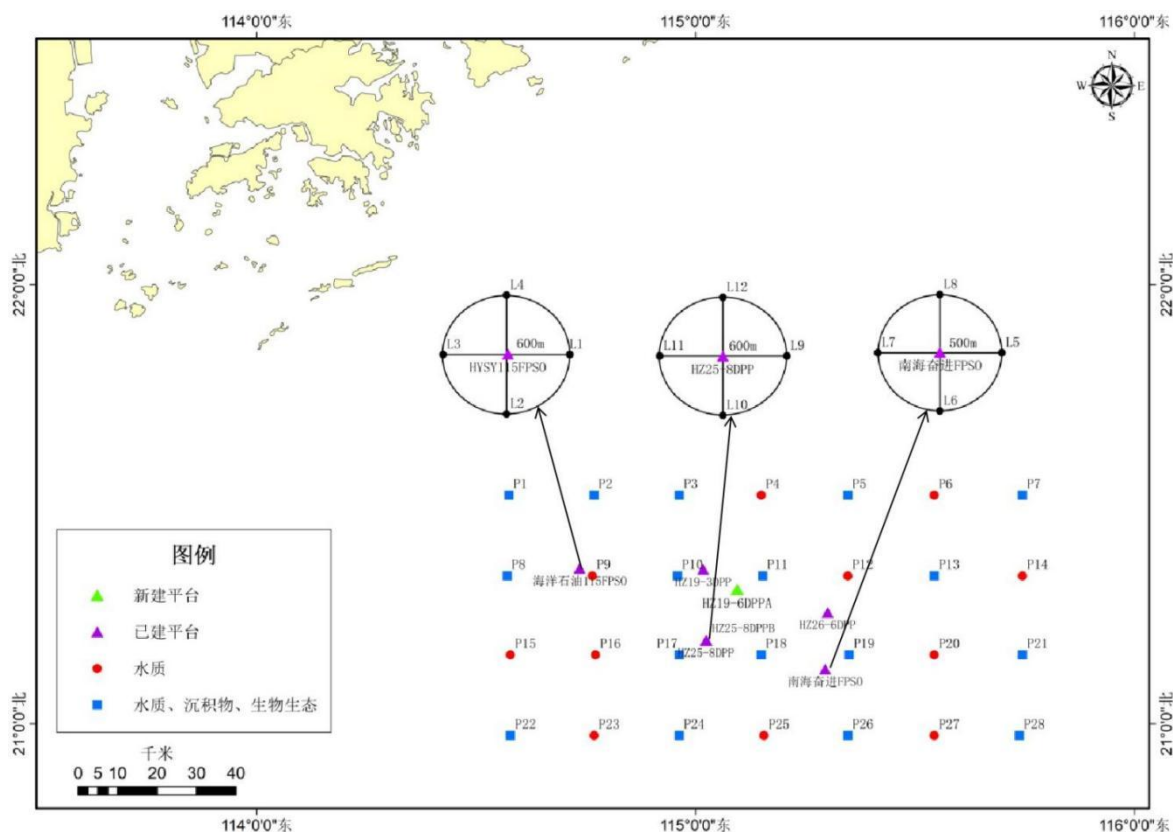 114°0'0"东
115°0'0"东
116°0'0"东
N
W
E
S
22°0'0"北
22°0'0"北
L4
L12
L8
L3
600m
L1
L11
600m
L9
L7
500m
L5
HYSY115FPSO
HZ25-8DPP
南海奋进FPSO
L2
L10
L6
P1
P2
P3
P4
P5
P6
P7
P8
P9
P10
P11
P12
P13
P14
海洋石油115FPSO
HZ19-3DPP
HZ19-6DPPA
HZ25-8DPPB
HZ26-6DPP
P15
P16
P17
P18
P19
P20
P21
HZ25-8DPP
南海奋进FPSO
P22
P23
P24
P25
P26
P27
P28
图例
新建平台
已建平台
水质
水质、沉积物、生物生态
千米
0 5 10 20 30 40
21°0'0"北
21°0'0"北
114°0'0"东
115°0'0"东
116°0'0"东